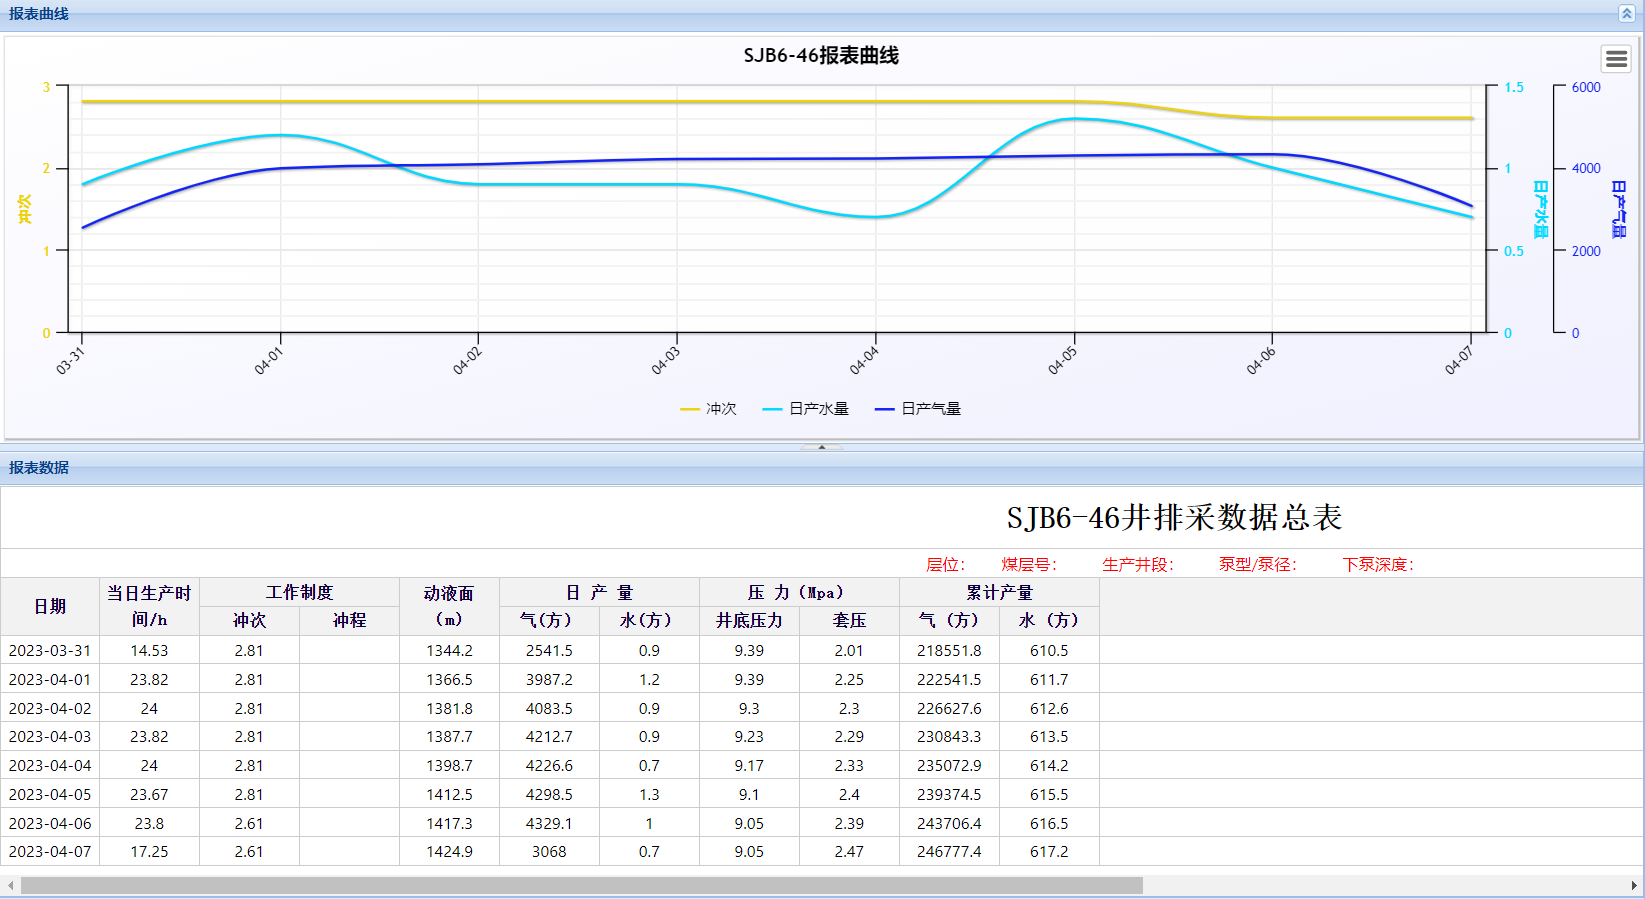 报表曲线
SJB6-46报表曲线
3
2
1
0
冲次
1.5
1
0.5
0
日产水量
6000
4000
2000
0
日产气量
03-31 04-01 04-02 04-03 04-04 04-05 04-06 04-07
冲次 日产水量 日产气量
报表数据
SJB6-46井排采数据总表
层位: 煤层号: 生产井段: 泵型/泵径: 下泵深度:
日期 当日生产时间/h 工作制度 动液面(m) 日 产 量 压 力 (Mpa) 累计产量
冲次 冲程 气(方) 水(方) 井底压力 套压 气 (方) 水 (方)
2023-03-31 14.53 2.81 1344.2 2541.5 0.9 9.39 2.01 218551.8 610.5
2023-04-01 23.82 2.81 1366.5 3987.2 1.2 9.39 2.25 222541.5 611.7
2023-04-02 24 2.81 1381.8 4083.5 0.9 9.3 2.3 226627.6 612.6
2023-04-03 23.82 2.81 1387.7 4212.7 0.9 9.23 2.29 230843.3 613.5
2023-04-04 24 2.81 1398.7 4226.6 0.7 9.17 2.33 235072.9 614.2
2023-04-05 23.67 2.81 1412.5 4298.5 1.3 9.1 2.4 239374.5 615.5
2023-04-06 23.8 2.61 1417.3 4329.1 1 9.05 2.39 243706.4 616.5
2023-04-07 17.25 2.61 1424.9 3068 0.7 9.05 2.47 246777.4 617.2